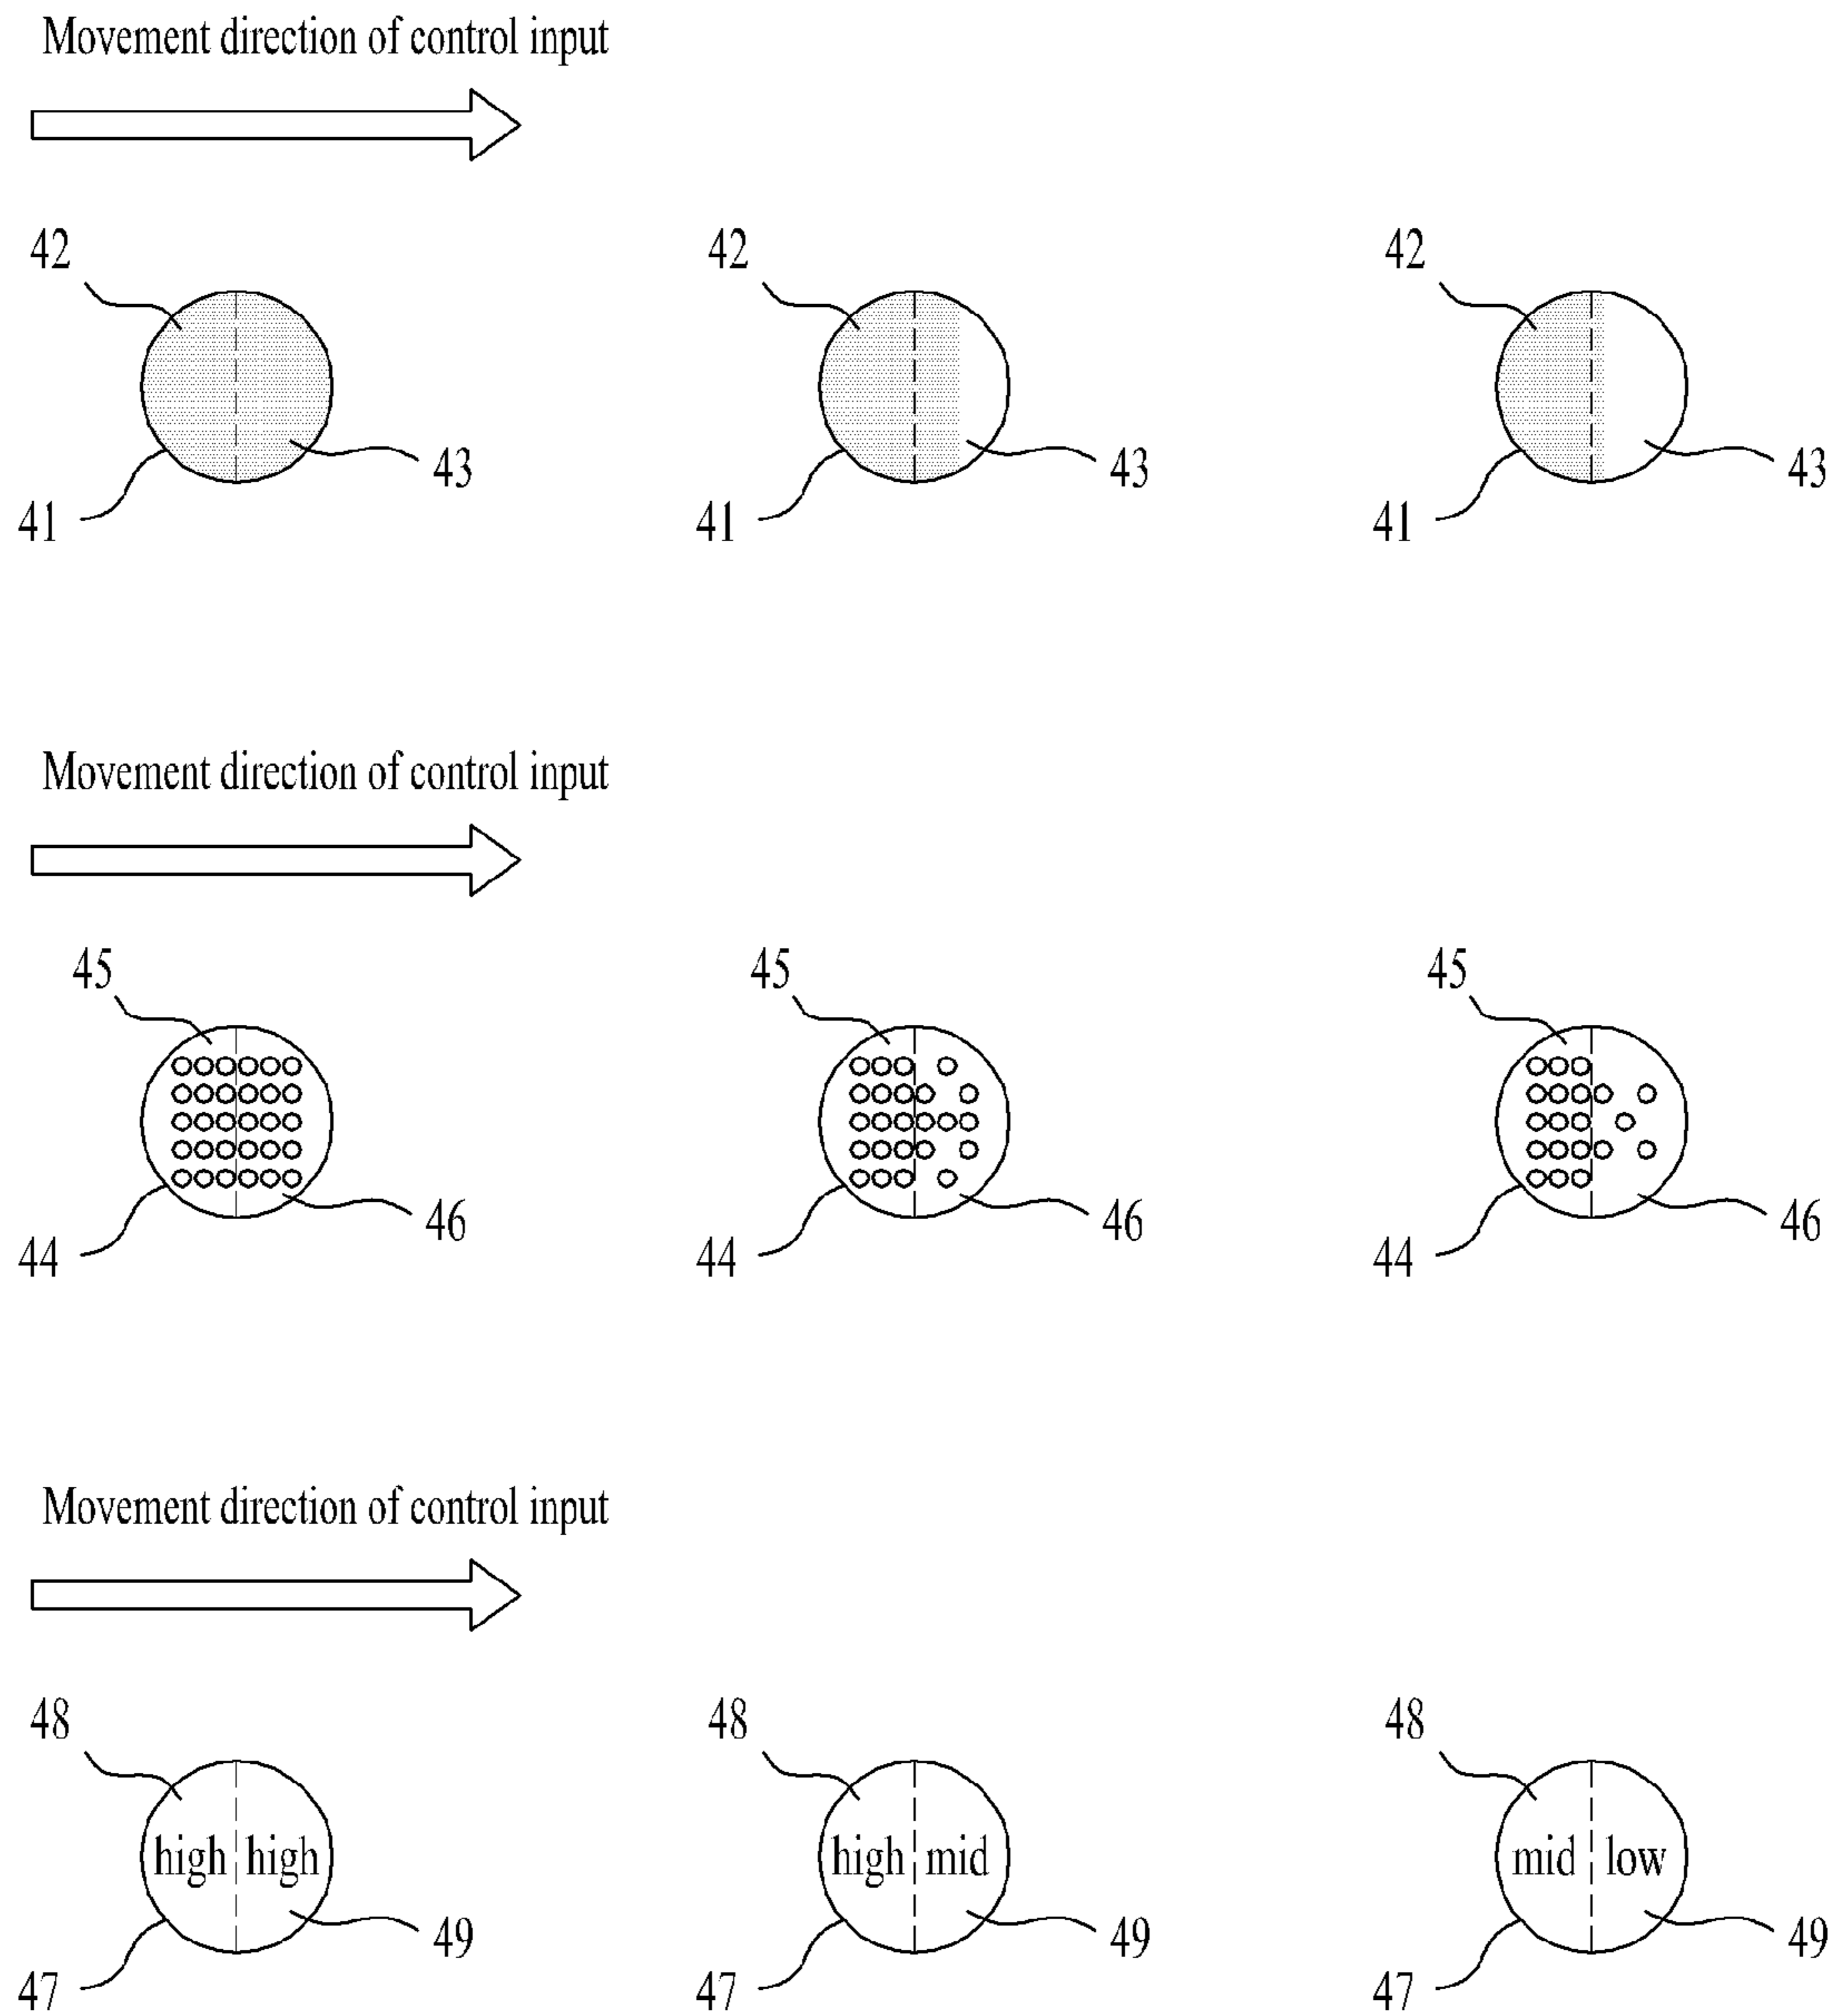 Movement direction of control input
42 42 42
43 43 43
41 41 41
Movement direction of control input
45 45 45
46 46 46
44 44 44
Movement direction of control input
48 48 48
high high high mid mid low
49 49 49
47 47 47